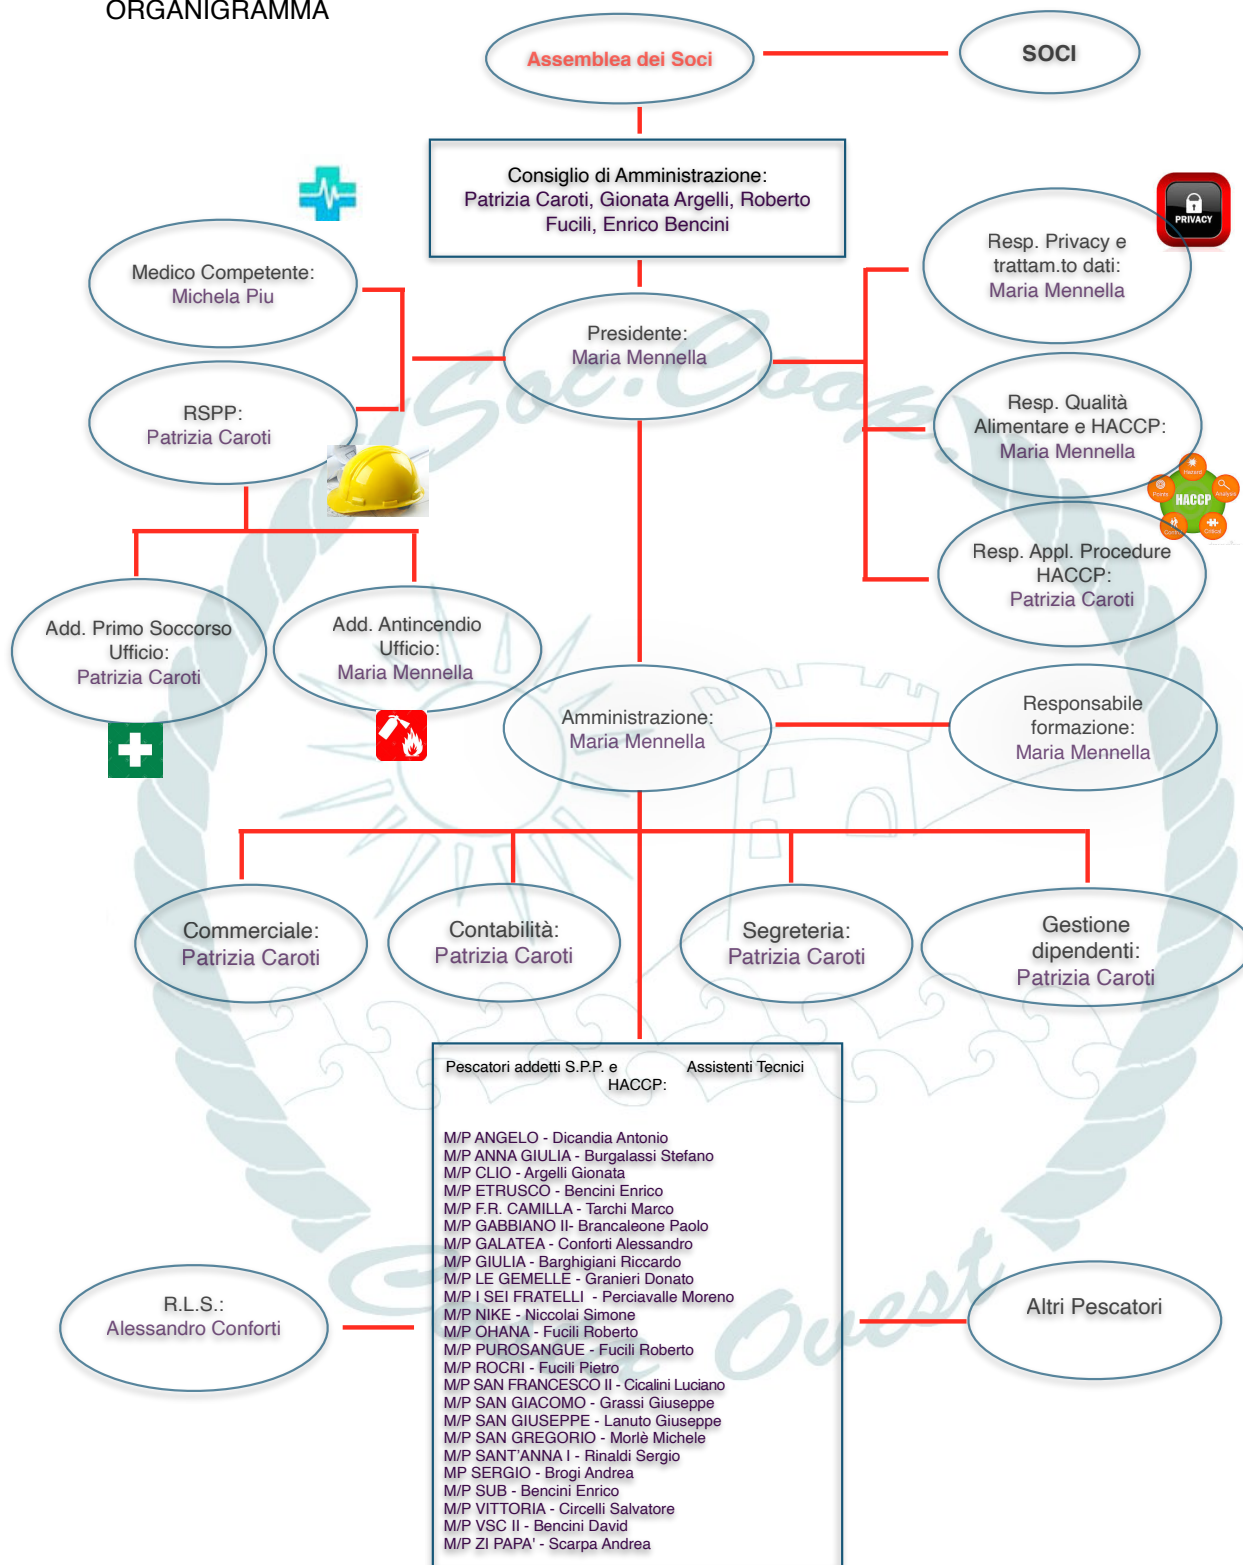 ORGANIGRAMMA
Assemblea dei Soci
SOCI
Consiglio di Amministrazione:
Patrizia Caroti, Gionata Argelli, Roberto
Fucili, Enrico Bencini
PRIVACY
Medico Competente:
Michela Piu
Resp. Privacy e
trattam.to dati:
Maria Mennella
Presidente:
Maria Mennella
RSPP:
Patrizia Caroti
Resp. Qualità
Alimentare e HACCP:
Maria Mennella
HACCP
Hazard
Analysis
Critical
Control
Points
Resp. Appl. Procedure
HACCP:
Patrizia Caroti
Add. Primo Soccorso
Ufficio:
Patrizia Caroti
Add. Antincendio
Ufficio:
Maria Mennella
Amministrazione:
Maria Mennella
Responsabile
formazione:
Maria Mennella
Commerciale:
Patrizia Caroti
Contabilità:
Patrizia Caroti
Segreteria:
Patrizia Caroti
Gestione
dipendenti:
Patrizia Caroti
Pescatori addetti S.P.P. e Assistenti Tecnici
HACCP:
M/P ANGELO - Dicandia Antonio
M/P ANNA GIULIA - Burgalassi Stefano
M/P CLIO - Argelli Gionata
M/P ETRUSCO - Bencini Enrico
M/P F.R. CAMILLA - Tarchi Marco
M/P GABBIANO II- Brancaleone Paolo
M/P GALATEA - Conforti Alessandro
M/P GIULIA - Barghigiani Riccardo
M/P LE GEMELLE - Granieri Donato
M/P I SEI FRATELLI - Perciavalle Moreno
M/P NIKE - Niccolai Simone
M/P OHANA - Fucili Roberto
M/P PUROSANGUE - Fucili Roberto
M/P ROCRI - Fucili Pietro
M/P SAN FRANCESCO II - Cicalini Luciano
M/P SAN GIACOMO - Grassi Giuseppe
M/P SAN GIUSEPPE - Lanuto Giuseppe
M/P SAN GREGORIO - Morlè Michele
M/P SANT'ANNA I - Rinaldi Sergio
MP SERGIO - Brogi Andrea
M/P SUB - Bencini Enrico
M/P VITTORIA - Circelli Salvatore
M/P VSC II - Bencini David
M/P ZI PAPA' - Scarpa Andrea
R.L.S.:
Alessandro Conforti
Altri Pescatori
Soc. Coop.
Ovest